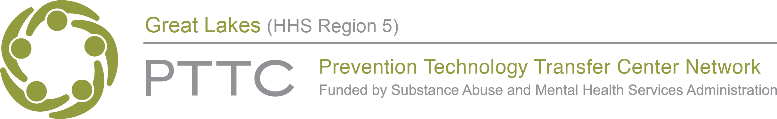 Great Lakes (HHS Region 5)
PTTC
Prevention Technology Transfer Center Network
Funded by Substance Abuse and Mental Health Services Administration